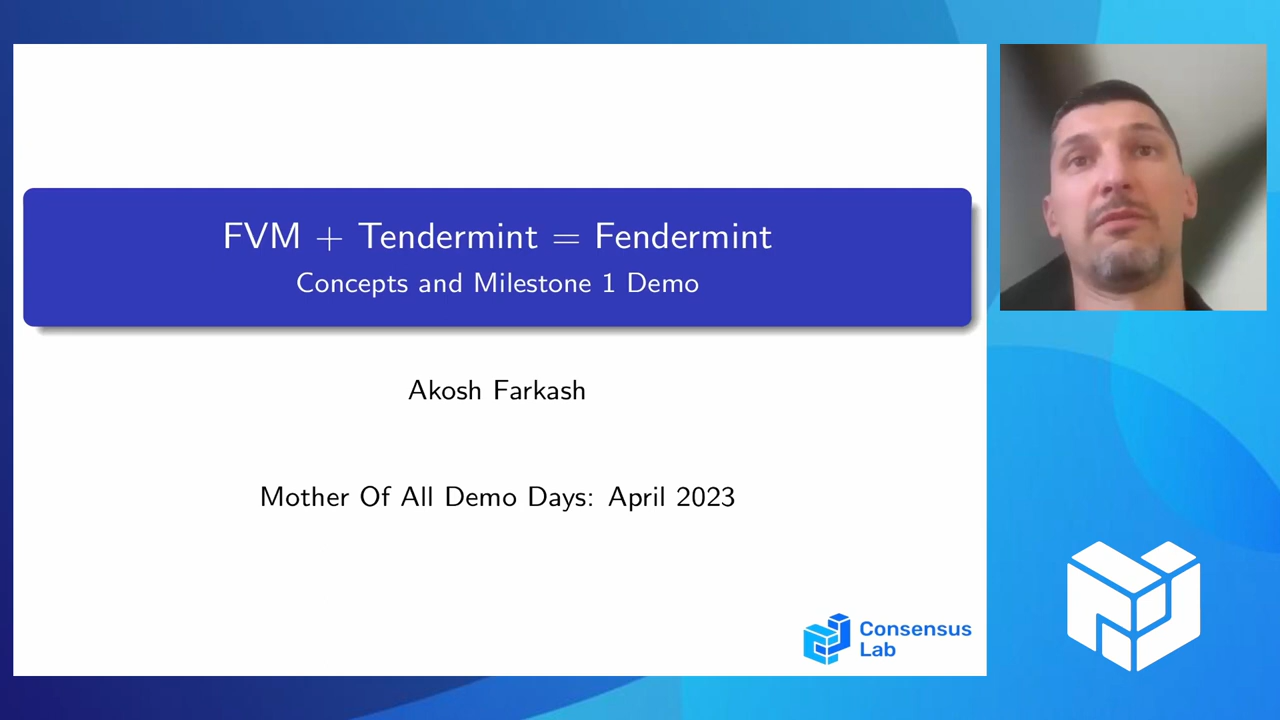 FVM + Tendermint = Fendermint
Concepts and Milestone 1 Demo
Akosh Farkash
Mother Of All Demo Days: April 2023
Consensus
Lab